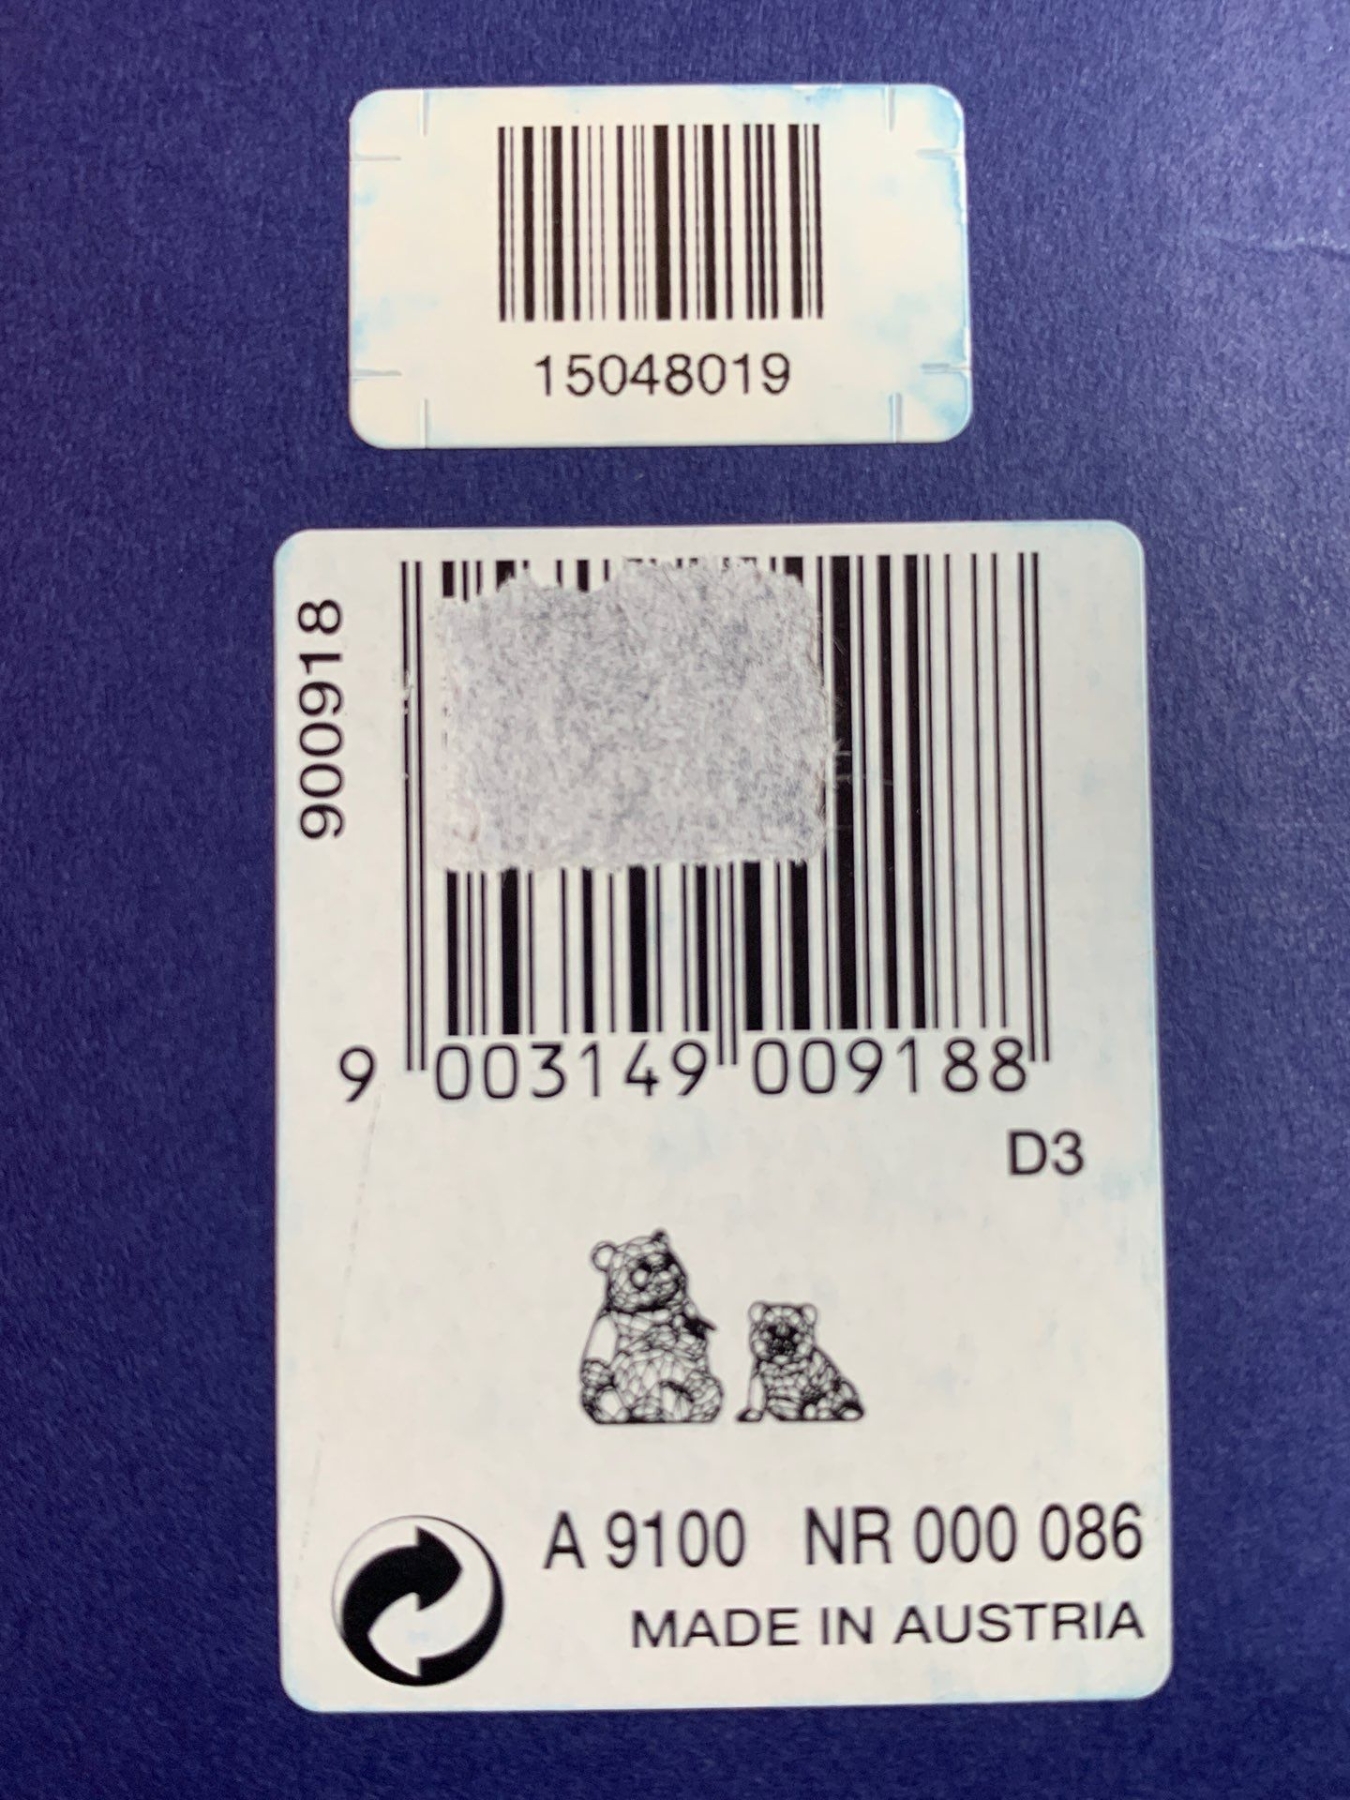 15048019
900918
9 003149 009188
D3
A 9100 NR 000 086
MADE IN AUSTRIA